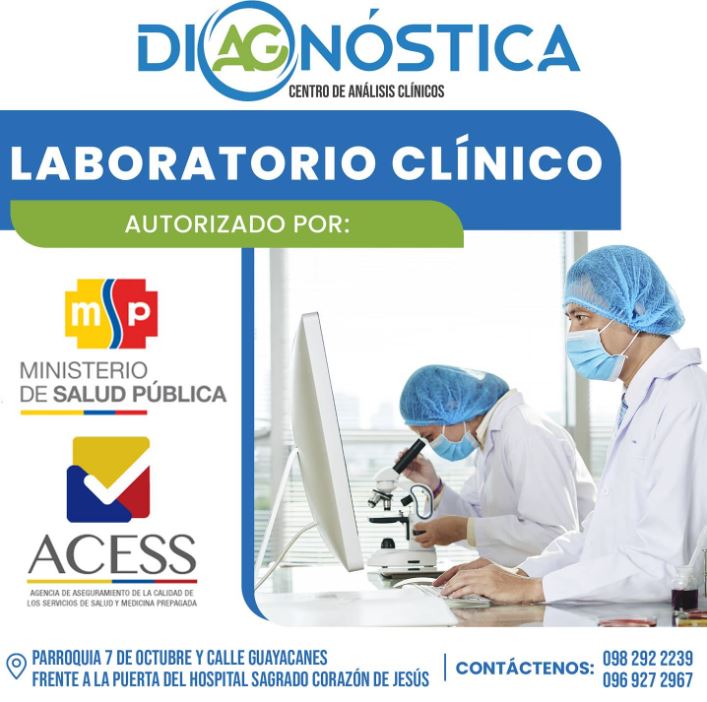 DIAGNÓSTICA
CENTRO DE ANÁLISIS CLÍNICOS
LABORATORIO CLÍNICO
AUTORIZADO POR:
msp
MINISTERIO
DE SALUD PÚBLICA
ACESS
AGENCIA DE ASEGURAMIENTO DE LA CALIDAD DE
LOS SERVICIOS DE SALUD Y MEDICINA PREPAGADA
PARROQUIA 7 DE OCTUBRE Y CALLE GUAYACANES
FRENTE A LA PUERTA DEL HOSPITAL SAGRADO CORAZÓN DE JESÚS
CONTÁCTENOS:
098 292 2239
096 927 2967